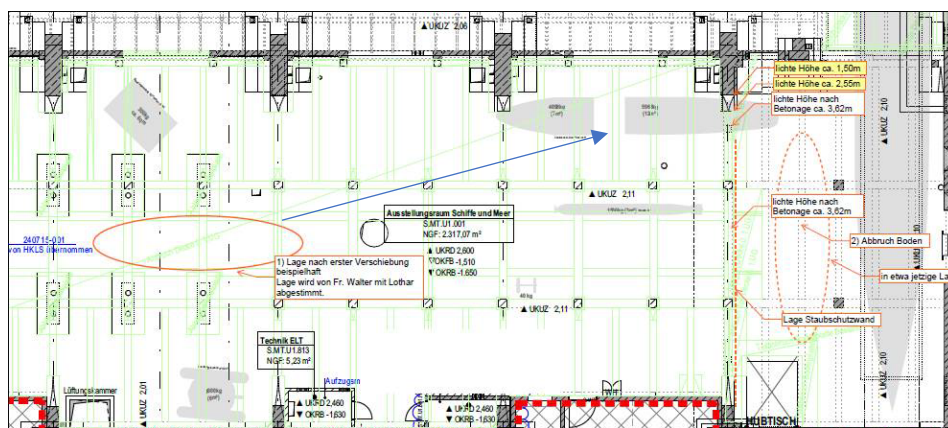 ▲ UKUZ 2,06
lichte Höhe ca. 1,50m
lichte Höhe ca. 2,55m
lichte Höhe nach
Betonage ca. 3,62m
▲ UKUZ 2,10
▲ UKUZ 2,11
lichte Höhe nach
Betonage ca. 3,62m
Ausstellungsraum Schiffe und Meer
S.MT.U1.001
NGF: 2.317,07 m²
▲ UKRD 2,600
▽OKFB -1,510
▼OKRB -1,650
240715-001
von HKLS übernommen
2) Abbruch Boden
1) Lage nach erster Verschiebung
beispielhaft
Lage wird von Fr. Walter mit Lothar
abgestimmt.
in etwa jetzige La
▲ UKUZ 2,11
Lage Staubschutzwand
Technik ELT
S.MT.U1.813
NGF: 5,23 m²
▲ UKUZ 2,10
▲ UKUZ 2,01
Lüftungskammer
Aufzugsm
▲ UKRD 2,460
▼ OKRB -1,630
▲ UKRD 2,460
▼ OKRB -1,630
HUBTISCH